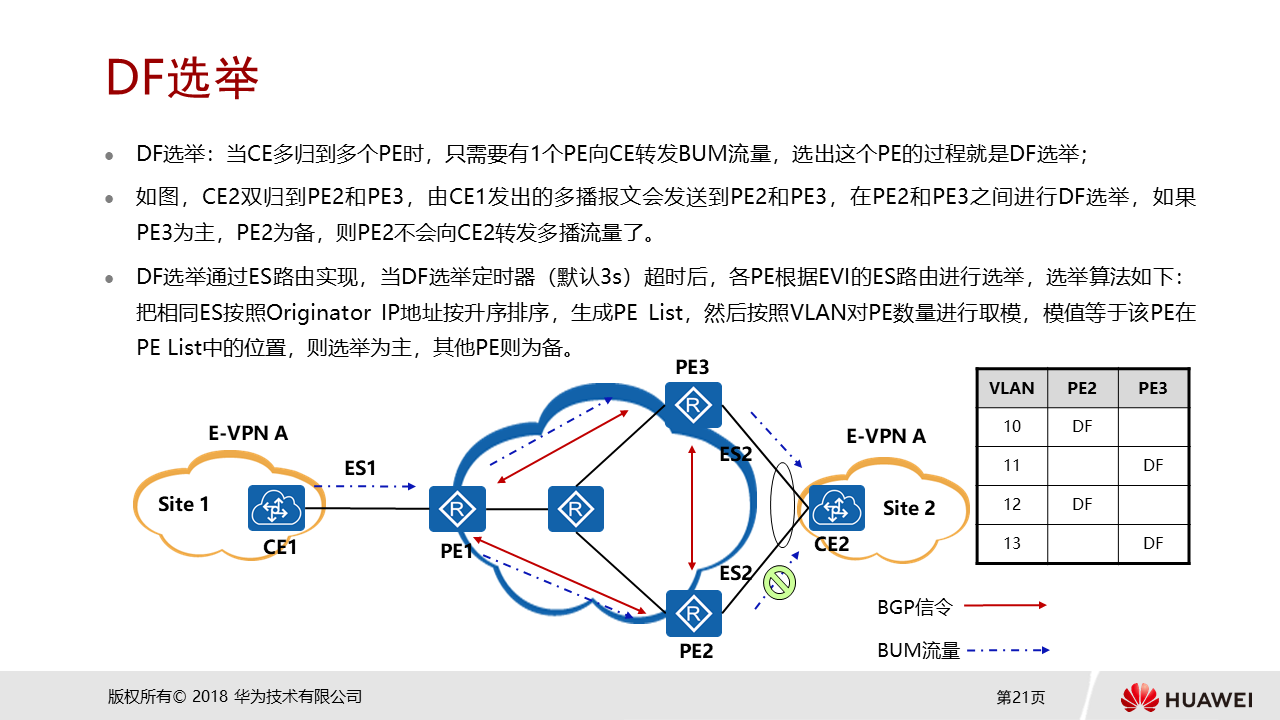 DF选举
DF选举：当CE多归到多个PE时，只需要有1个PE向CE转发BUM流量，选出这个PE的过程就是DF选举；
如图，CE2双归到PE2和PE3，由CE1发出的多播报文会发送到PE2和PE3，在PE2和PE3之间进行DF选举，如果
PE3为主，PE2为备，则PE2不会向CE2转发多播流量了。
DF选举通过ES路由实现，当DF选举定时器（默认3s）超时后，各PE根据EVI的ES路由进行选举，选举算法如下：
把相同ES按照Originator IP地址按升序排序，生成PE List，然后按照VLAN对PE数量进行取模，模值等于该PE在
PE List中的位置，则选举为主，其他PE则为备。
PE3
E-VPN A
ES1
Site 1
CE1
R
PE1
R
R
ES2
ES2
R
PE2
E-VPN A
Site 2
CE2
VLAN PE2 PE3
10 DF
11 DF
12 DF
13 DF
BGP信令
BUM流量
版权所有© 2018 华为技术有限公司
第21页
HUAWEI